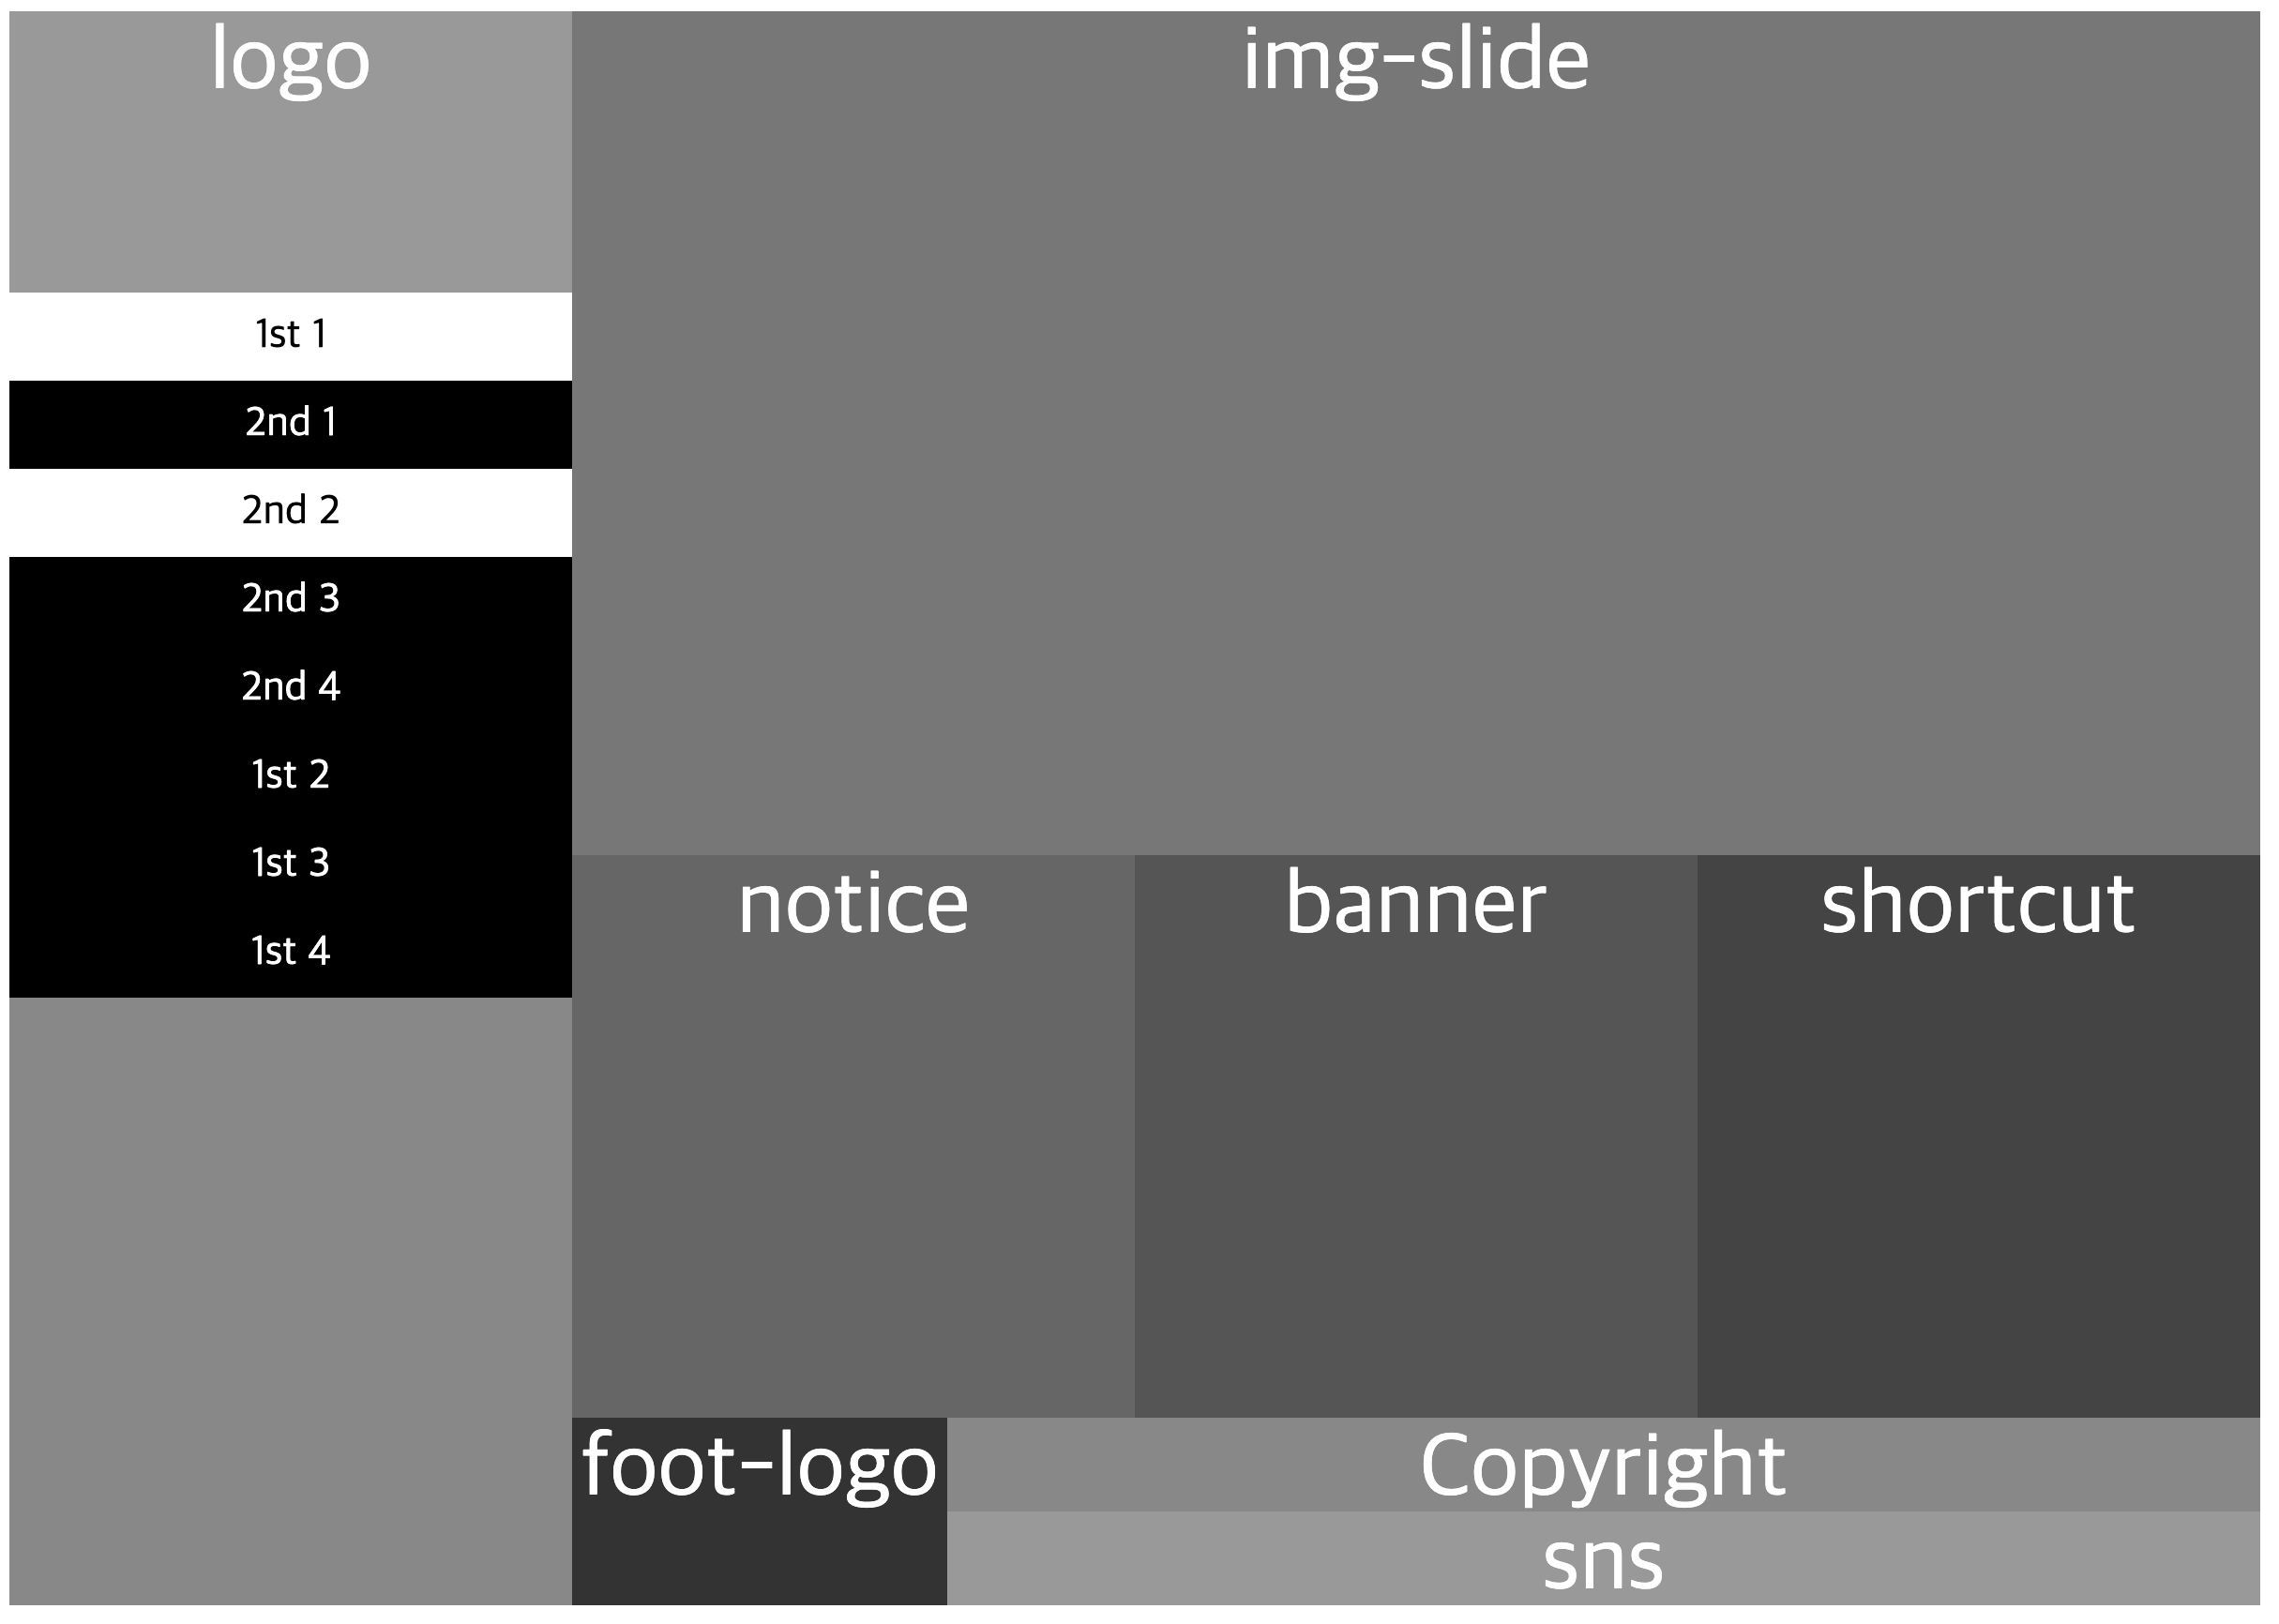 logo
1st 1
2nd 1
2nd 2
2nd 3
2nd 4
1st 2
1st 3
1st 4
img-slide
notice
banner
shortcut
foot-logo
Copyright
sns